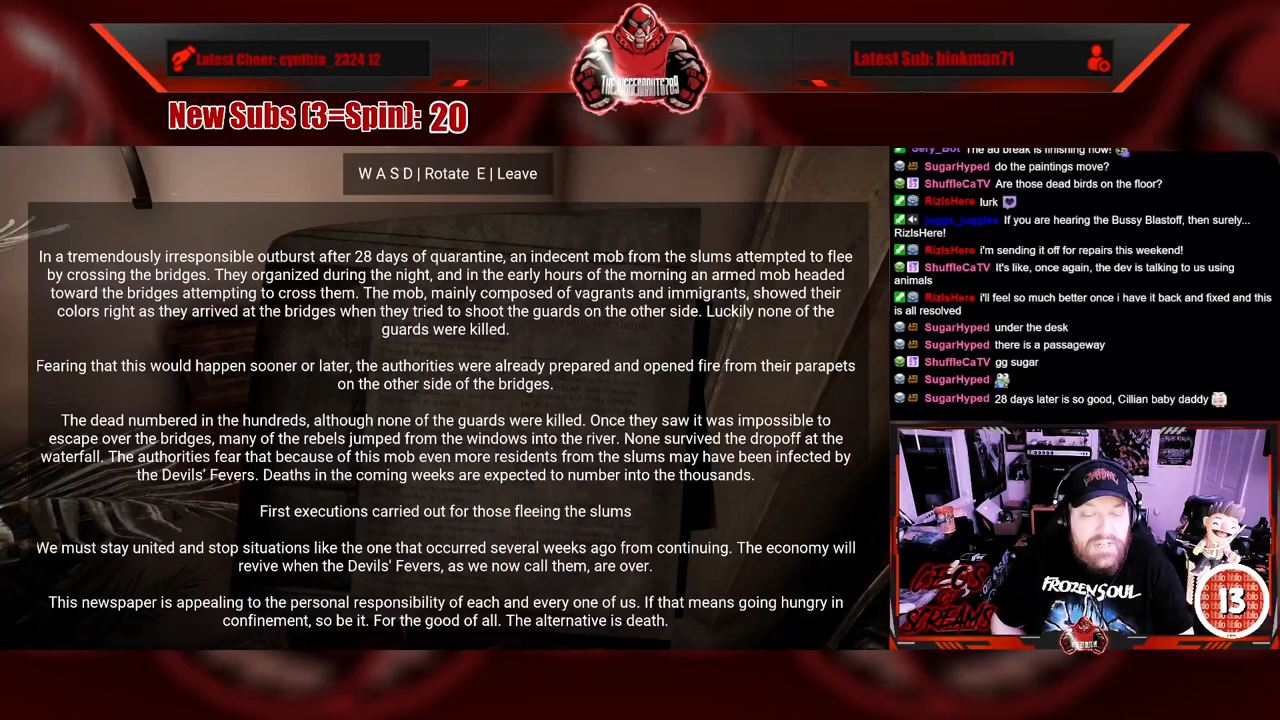 Latest Cheer: cynthia_2324 12
THEJUGGERNAUT6789
Latest Sub: binkman71
New Subs (3=Spin): 20
W A S D | Rotate E | Leave
In a tremendously irresponsible outburst after 28 days of quarantine, an indecent mob from the slums attempted to flee
by crossing the bridges. They organized during the night, and in the early hours of the morning an armed mob headed
toward the bridges attempting to cross them. The mob, mainly composed of vagrants and immigrants, showed their
colors right as they arrived at the bridges when they tried to shoot the guards on the other side. Luckily none of the
guards were killed.
Fearing that this would happen sooner or later, the authorities were already prepared and opened fire from their parapets
on the other side of the bridges.
The dead numbered in the hundreds, although none of the guards were killed. Once they saw it was impossible to
escape over the bridges, many of the rebels jumped from the windows into the river. None survived the dropoff at the
waterfall. The authorities fear that because of this mob even more residents from the slums may have been infected by
the Devils' Fevers. Deaths in the coming weeks are expected to number into the thousands.
First executions carried out for those fleeing the slums
We must stay united and stop situations like the one that occurred several weeks ago from continuing. The economy will
revive when the Devils' Fevers, as we now call them, are over.
This newspaper is appealing to the personal responsibility of each and every one of us. If that means going hungry in
confinement, so be it. For the good of all. The alternative is death.
Sery_Bot The ad break is finishing now!
SugarHyped do the paintings move?
ShuffleCaTV Are those dead birds on the floor?
RizIsHere lurk
juggs_juggles If you are hearing the Bussy Blastoff, then surely...
RizIsHere!
RizIsHere i'm sending it off for repairs this weekend!
ShuffleCaTV It's like, once again, the dev is talking to us using
animals
RizIsHere i'll feel so much better once i have it back and fixed and this
is all resolved
SugarHyped under the desk
SugarHyped there is a passageway
ShuffleCaTV gg sugar
SugarHyped
SugarHyped 28 days later is so good, Cillian baby daddy
FROZEN SOUL
SCREAMS
13